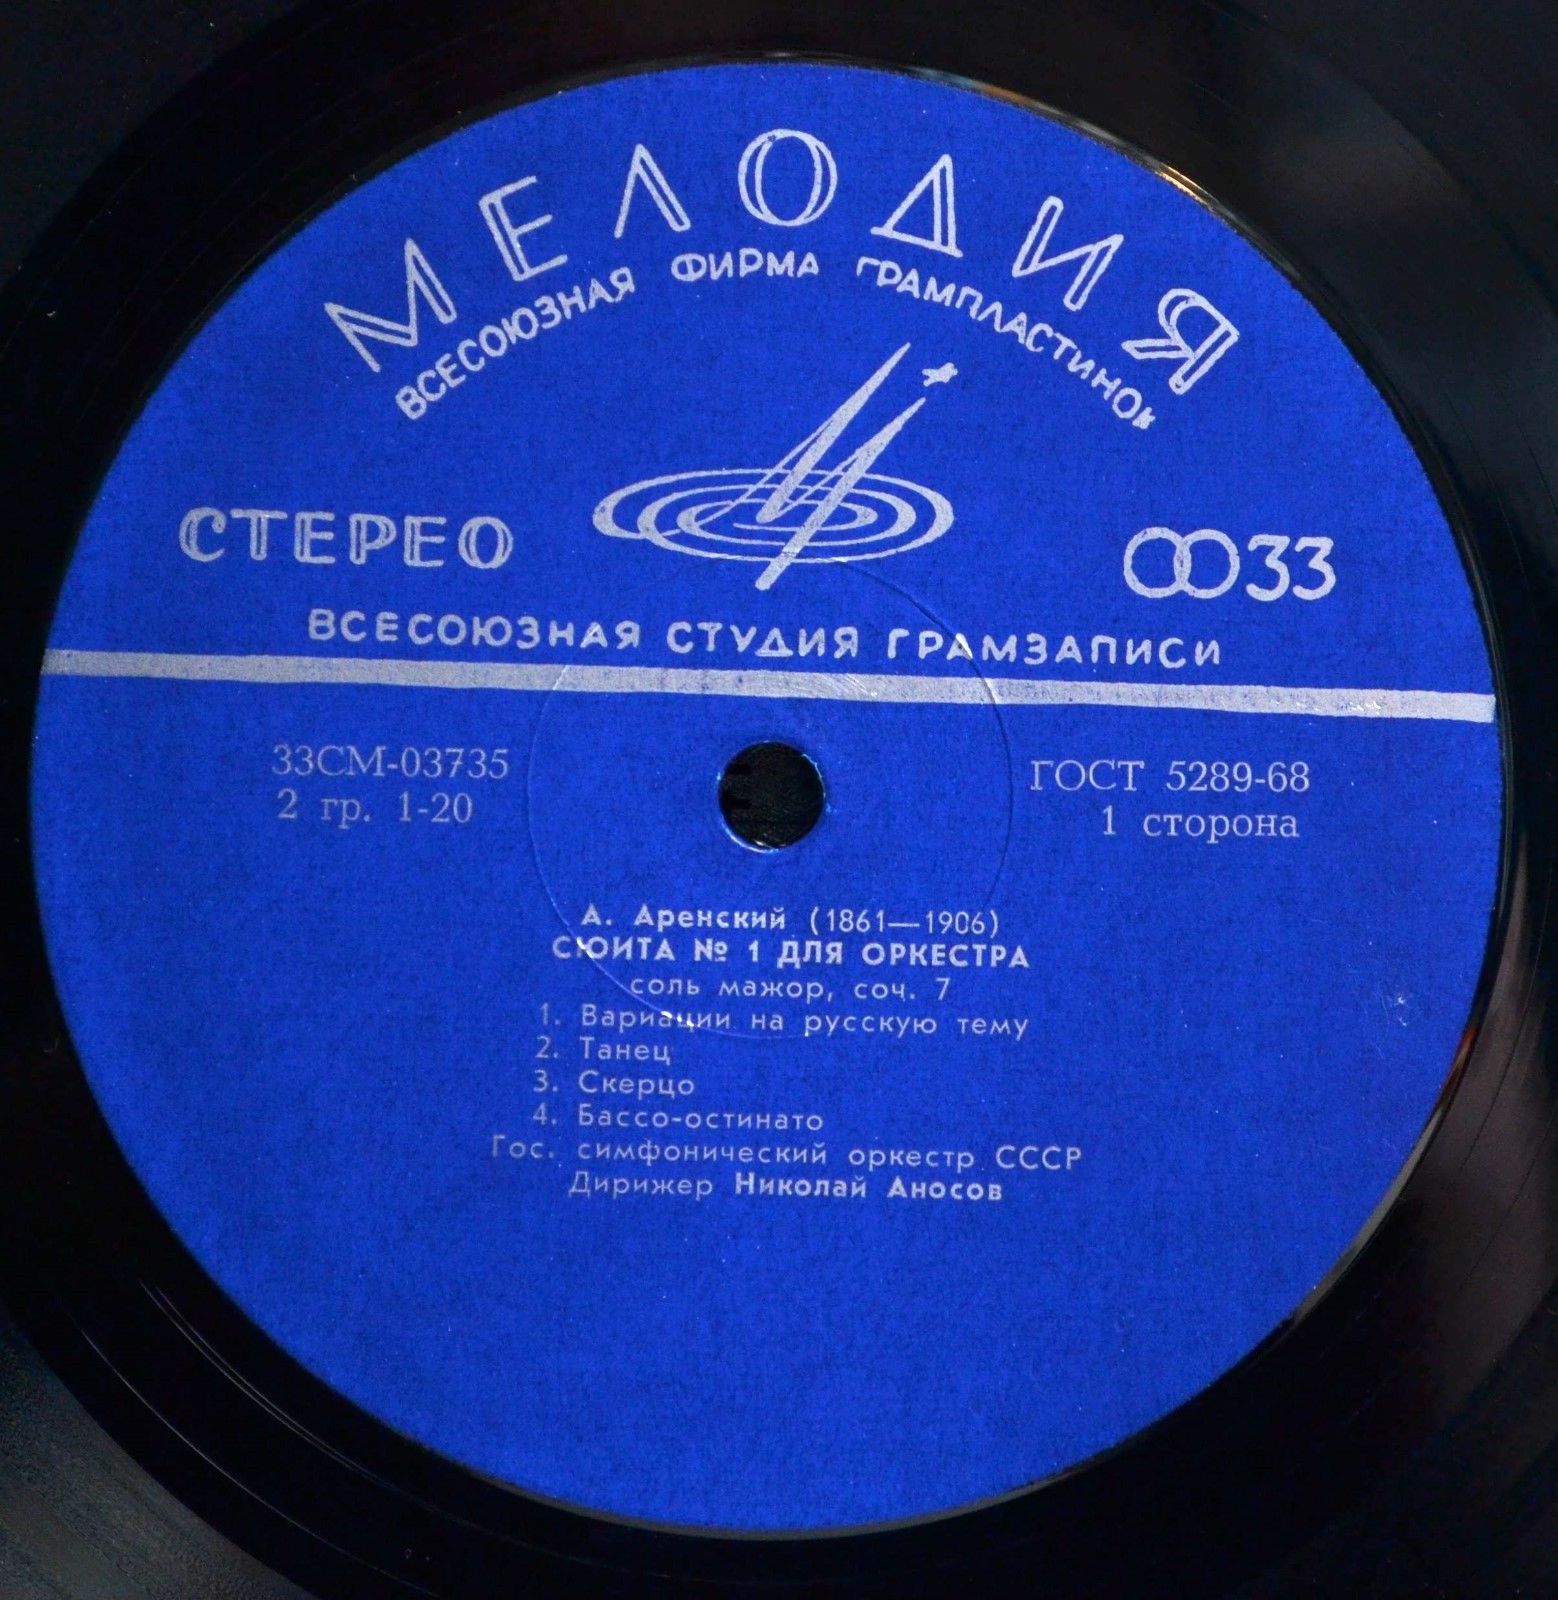 МЕЛОДИЯ
ВСЕСОЮЗНАЯ ФИРМА ГРАМПЛАСТИНОК
СТЕРЕО
33
ВСЕСОЮЗНАЯ СТУДИЯ ГРАМЗАПИСИ
33СМ-03735
2 гр. 1-20
ГОСТ 5289-68
1 сторона
А. Аренский (1861—1906)
СЮИТА № 1 ДЛЯ ОРКЕСТРА
соль мажор, соч. 7
1. Вариации на русскую тему
2. Танец
3. Скерцо
4. Бассо-остинато
Гос. симфонический оркестр СССР
Дирижер Николай Аносов